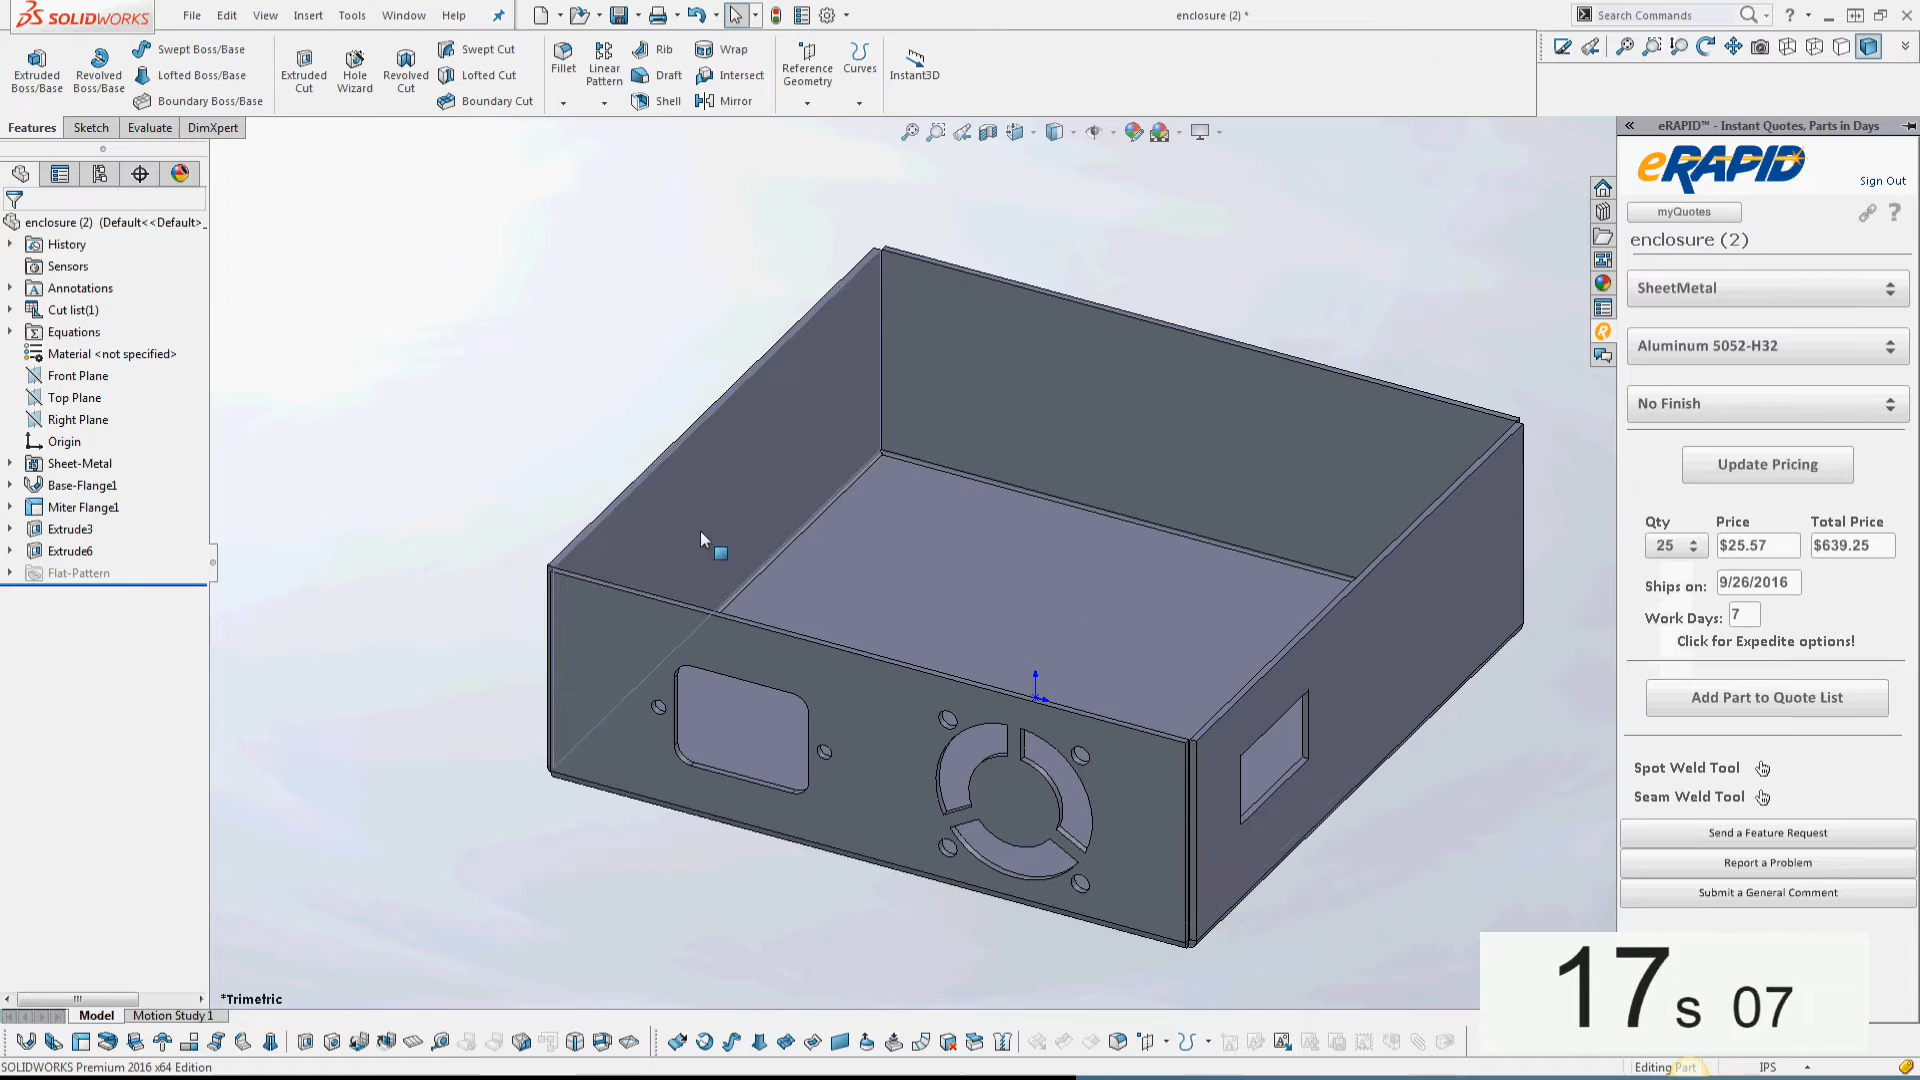 SOLIDWORKS
File Edit View Insert Tools Window Help
enclosure (2) *
Search Commands
Extruded Boss/Base
Revolved Boss/Base
Swept Boss/Base
Lofted Boss/Base
Boundary Boss/Base
Extruded Cut
Hole Wizard
Revolved Cut
Swept Cut
Lofted Cut
Boundary Cut
Fillet
Linear Pattern
Rib
Draft
Shell
Wrap
Intersect
Mirror
Reference Geometry
Curves
Instant3D
Features Sketch Evaluate DimXpert
enclosure (2) (Default<<Default>_
History
Sensors
Annotations
Cut list(1)
Equations
Material <not specified>
Front Plane
Top Plane
Right Plane
Origin
Sheet-Metal
Base-Flange1
Miter Flange1
Extrude3
Extrude6
Flat-Pattern
*Trimetric
Model Motion Study 1
SOLIDWORKS Premium 2016 x64 Edition
eRAPID™ - Instant Quotes, Parts in Days
eRAPID
Sign Out
myQuotes
enclosure (2)
SheetMetal
Aluminum 5052-H32
No Finish
Update Pricing
Qty Price Total Price
25 $25.57 $639.25
Ships on: 9/26/2016
Work Days: 7
Click for Expedite options!
Add Part to Quote List
Spot Weld Tool
Seam Weld Tool
Send a Feature Request
Report a Problem
Submit a General Comment
17s 07
Editing Part IPS